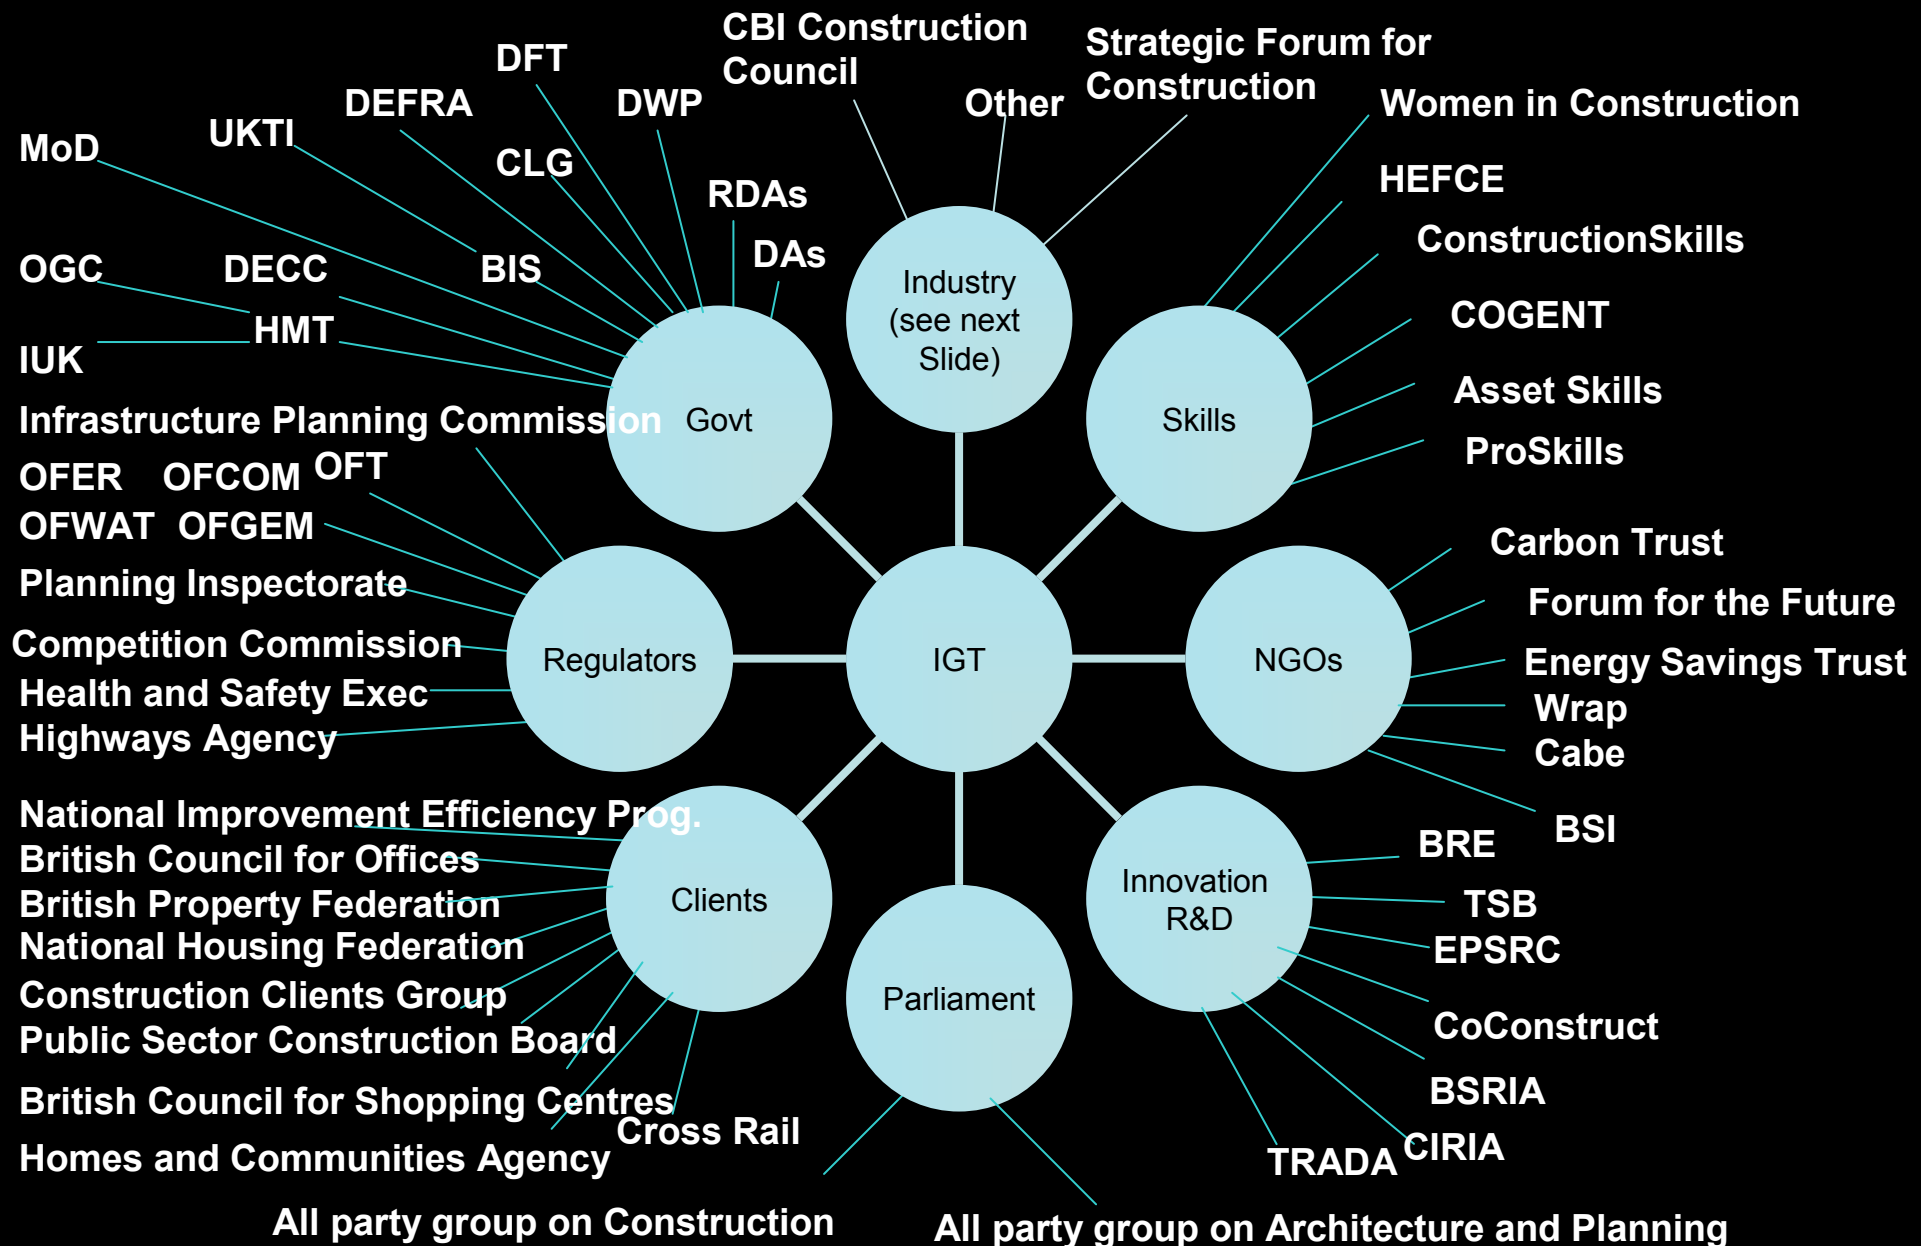 CBI Construction
Council
Strategic Forum for
Construction
DFT
DEFRA
DWP
Other
Women in Construction
MoD
UKTI
CLG
HEFCE
RDAs
ConstructionSkills
DAs
OGC
DECC
BIS
Industry
(see next
Slide)
COGENT
HMT
IUK
Asset Skills
Infrastructure Planning Commission
Govt
Skills
ProSkills
OFER
OFCOM
OFT
OFWAT
OFGEM
Carbon Trust
Planning Inspectorate
Forum for the Future
Competition Commission
Regulators
IGT
NGOs
Energy Savings Trust
Health and Safety Exec
Wrap
Highways Agency
Cabe
National Improvement Efficiency Prog.
BSI
British Council for Offices
BRE
British Property Federation
Clients
Innovation
R&D
TSB
National Housing Federation
EPSRC
Construction Clients Group
Parliament
Public Sector Construction Board
CoConstruct
British Council for Shopping Centres
BSRIA
Cross Rail
CIRIA
Homes and Communities Agency
TRADA
All party group on Construction
All party group on Architecture and Planning